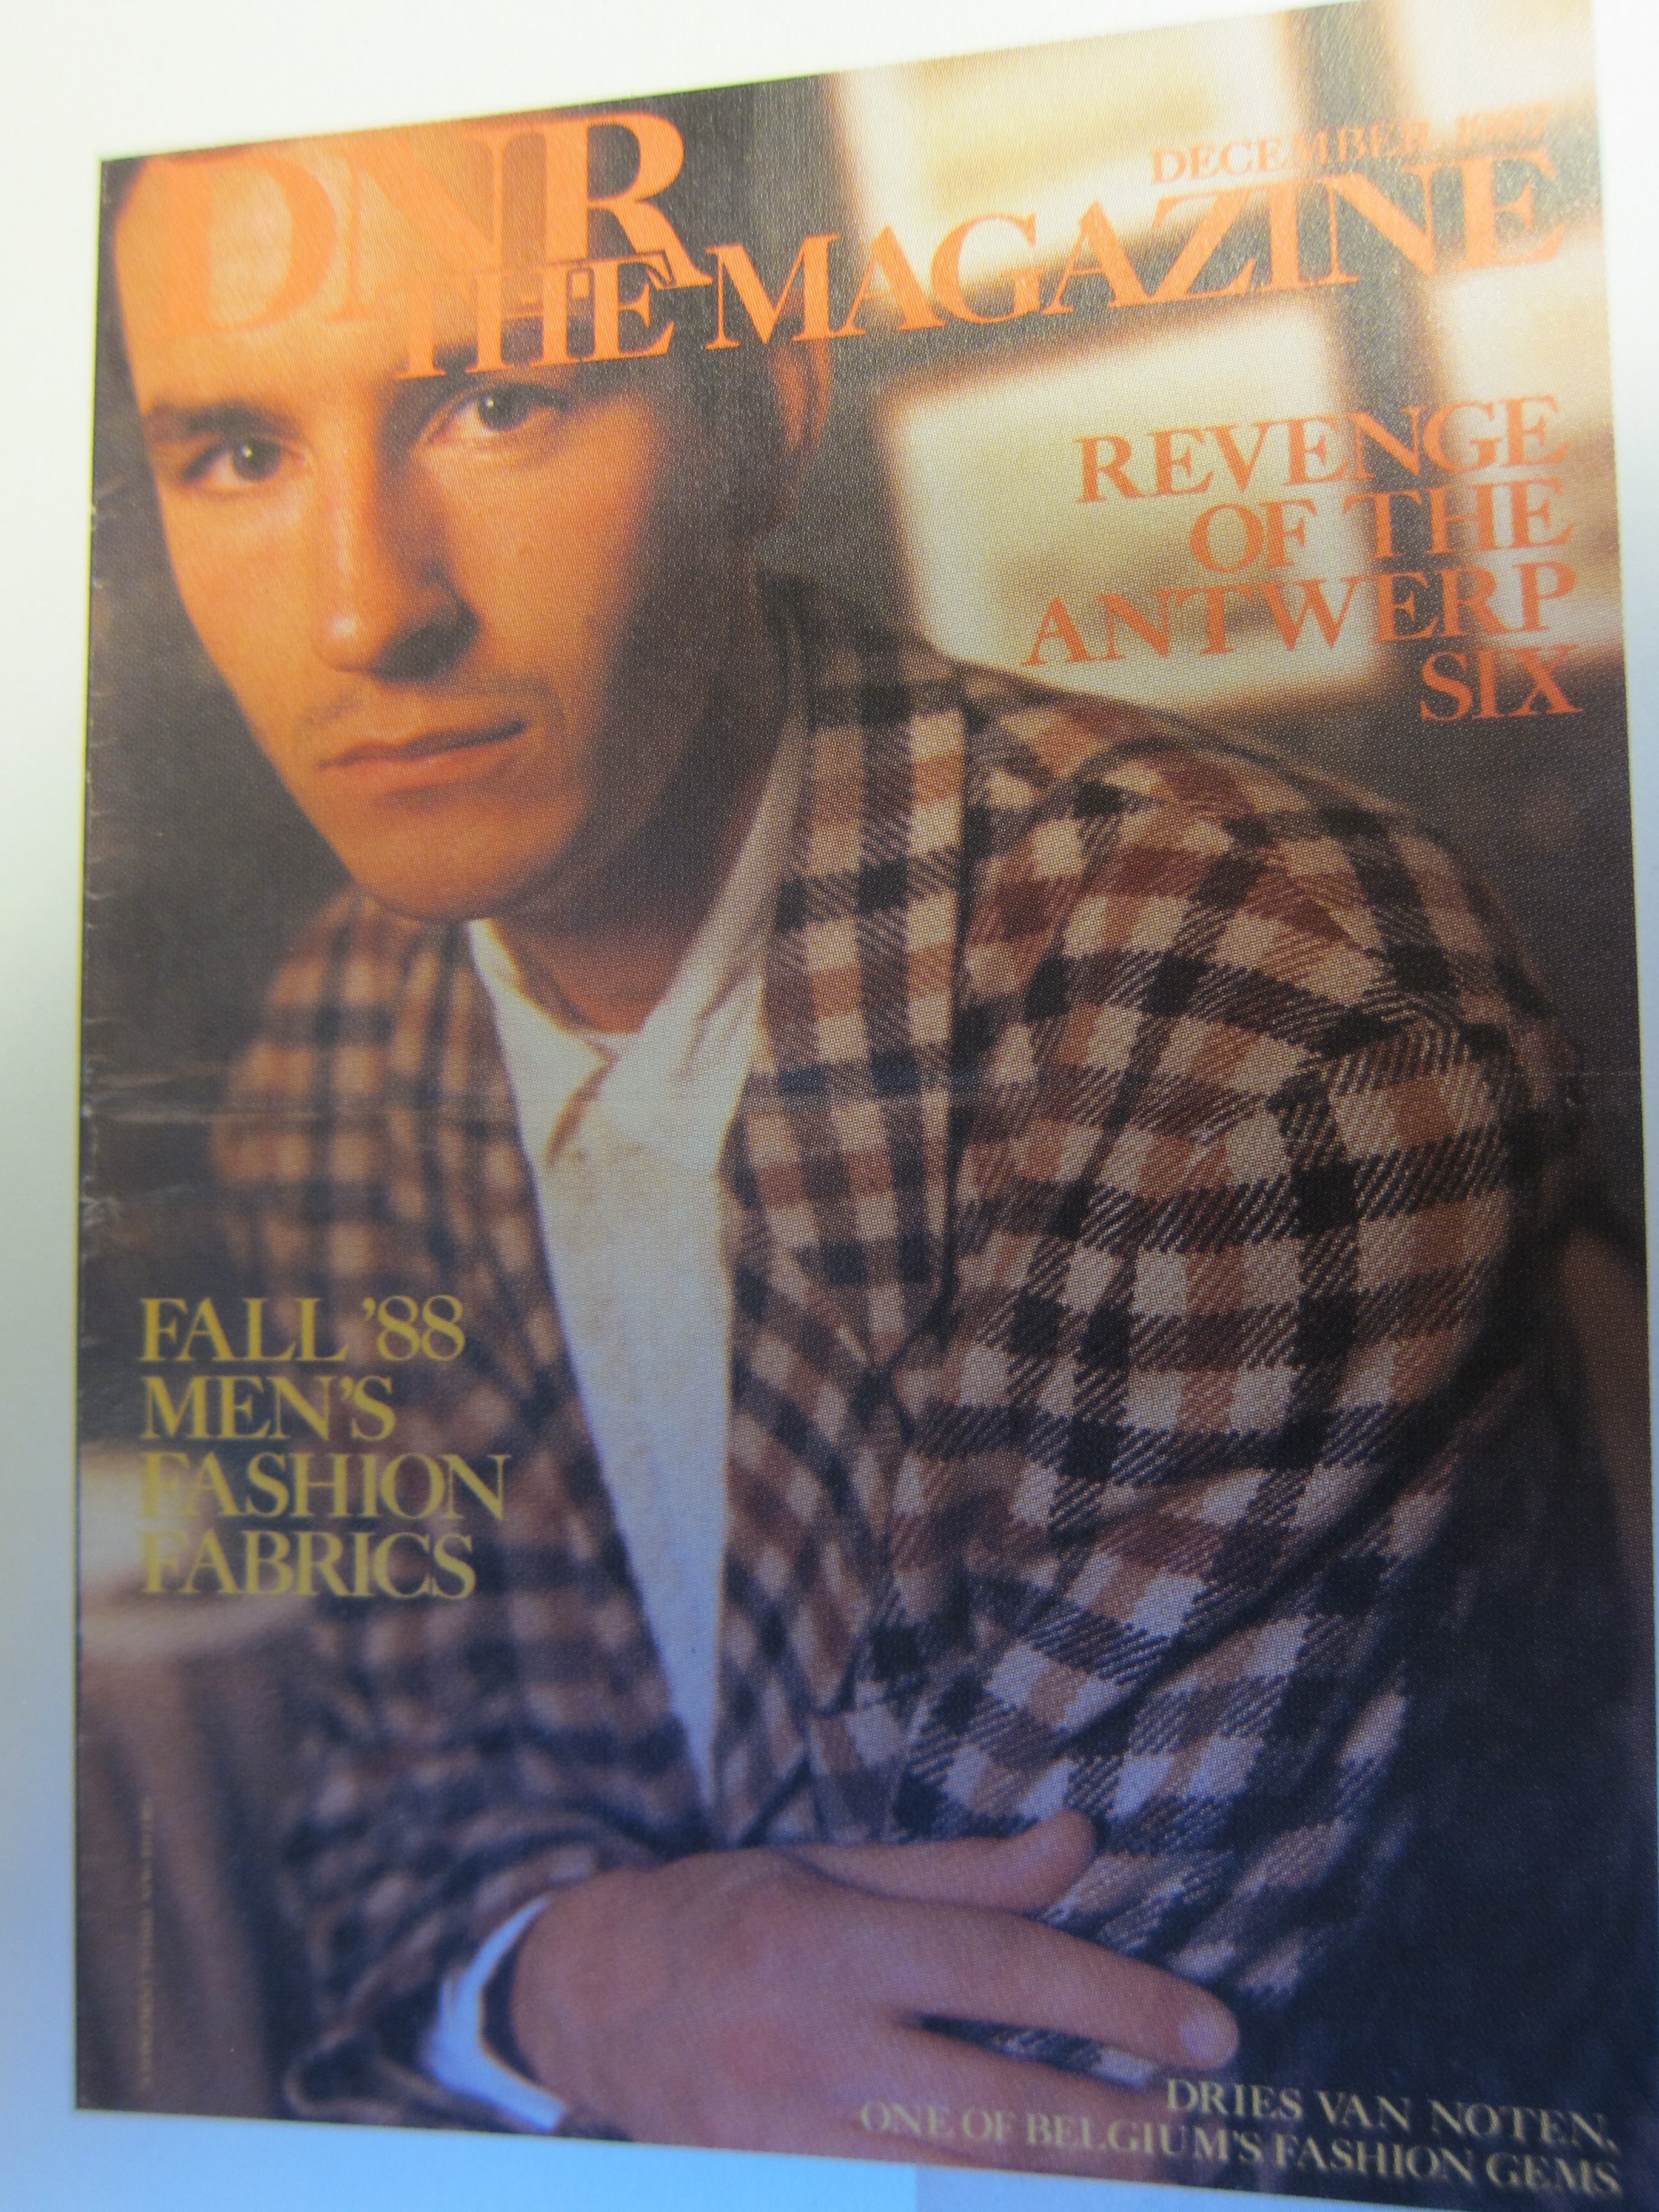 DNR
DECEMBER 1987
THE MAGAZINE
REVENGE
OF THE
ANTWERP
SIX
FALL '88
MEN'S
FASHION
FABRICS
DRIES VAN NOTEN,
ONE OF BELGIUM'S FASHION GEMS